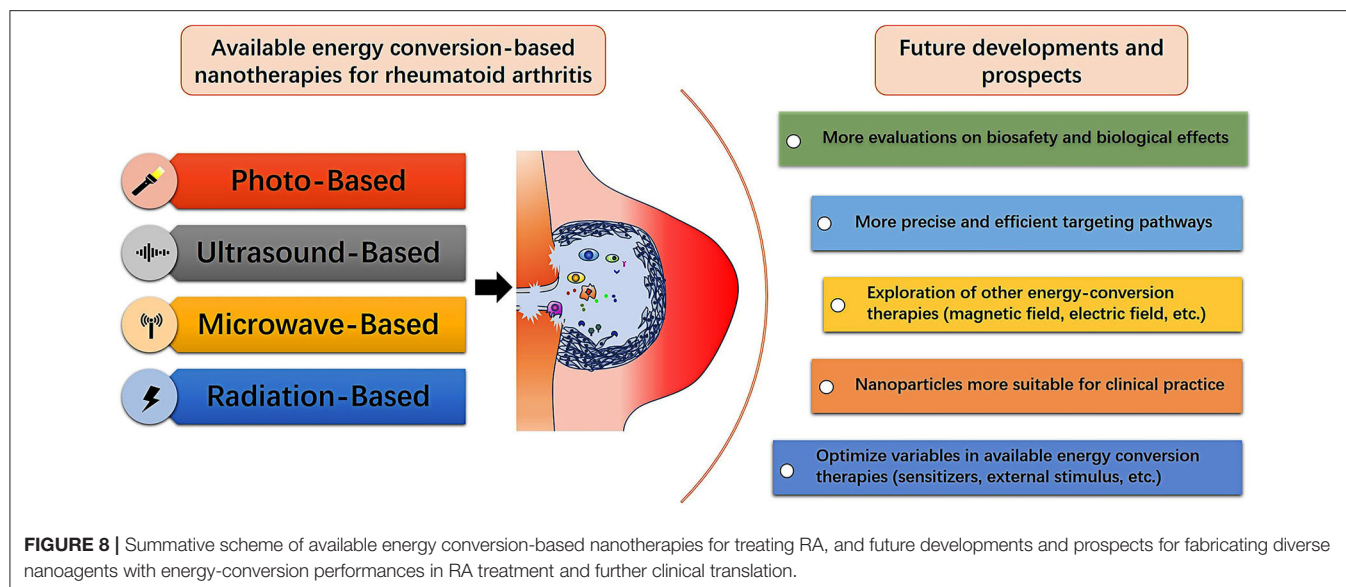 Available energy conversion-based
nanotherapies for rheumatoid arthritis
Photo-Based
Ultrasound-Based
Microwave-Based
Radiation-Based
Future developments and
prospects
More evaluations on biosafety and biological effects
More precise and efficient targeting pathways
Exploration of other energy-conversion
therapies (magnetic field, electric field, etc.)
Nanoparticles more suitable for clinical practice
Optimize variables in available energy conversion
therapies (sensitizers, external stimulus, etc.)
FIGURE 8 | Summative scheme of available energy conversion-based nanotherapies for treating RA, and future developments and prospects for fabricating diverse
nanoagents with energy-conversion performances in RA treatment and further clinical translation.